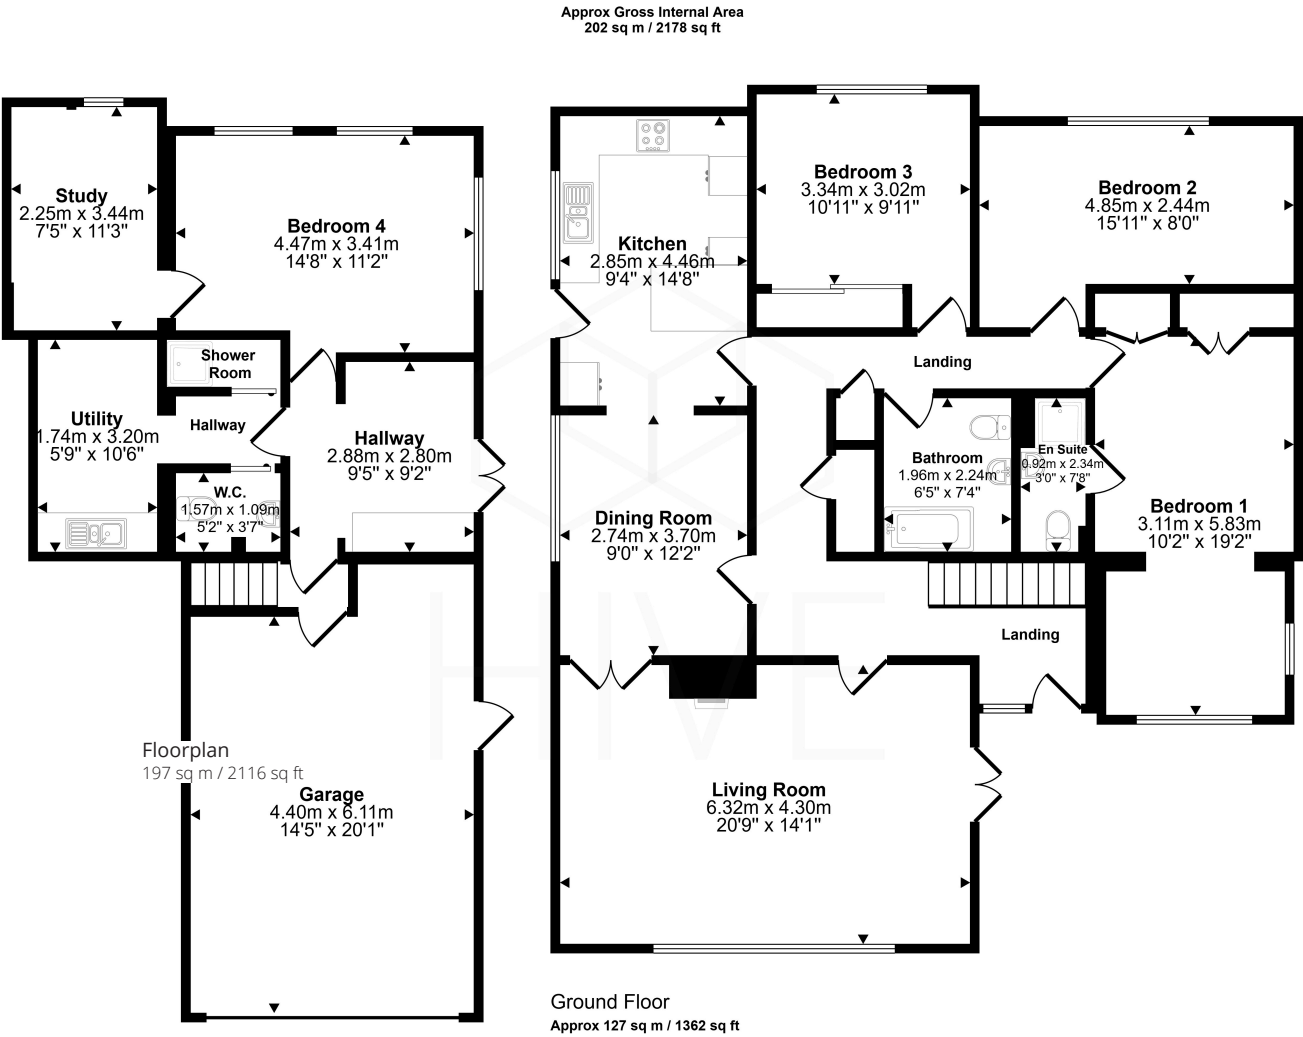 Approx Gross Internal Area
202 sq m / 2178 sq ft
Study
2.25m x 3.44m
7'5" x 11'3"
Bedroom 4
4.47m x 3.41m
14'8" x 11'2"
Shower
Room
Utility
1.74m x 3.20m
5'9" x 10'6"
Hallway
Hallway
2.88m x 2.80m
9'5" x 9'2"
W.C.
1.57m x 1.09m
5'2" x 3'7"
Floorplan
197 sq m / 2116 sq ft
Garage
4.40m x 6.11m
14'5" x 20'1"
Kitchen
2.85m x 4.46m
9'4" x 14'8"
Bedroom 3
3.34m x 3.02m
10'11" x 9'11"
Bedroom 2
4.85m x 2.44m
15'11" x 8'0"
Landing
Bathroom
1.96m x 2.24m
6'5" x 7'4"
En Suite
0.92m x 2.34m
3'0" x 7'8"
Bedroom 1
3.11m x 5.83m
10'2" x 19'2"
Dining Room
2.74m x 3.70m
9'0" x 12'2"
HIVE
Landing
Living Room
6.32m x 4.30m
20'9" x 14'1"
Ground Floor
Approx 127 sq m / 1362 sq ft